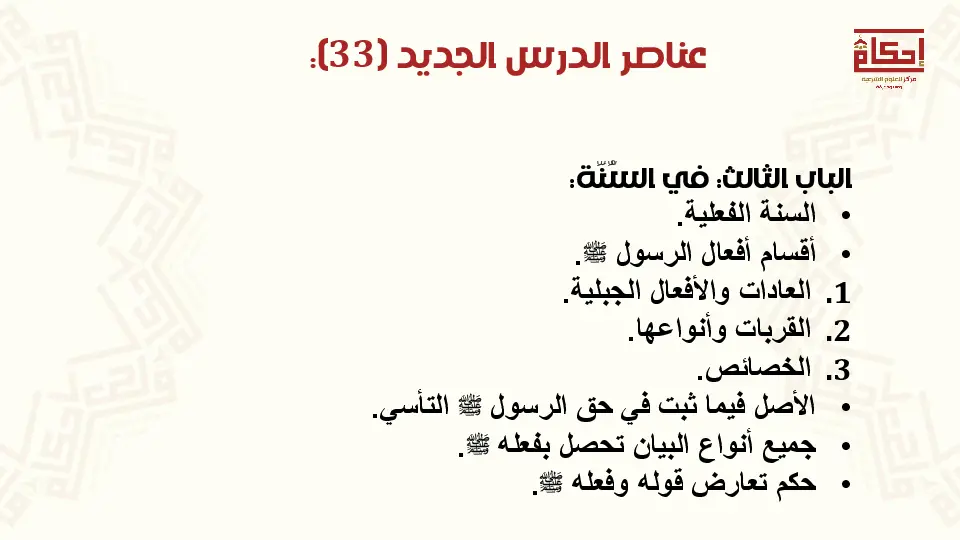 عناصر الدرس الجديد (33):
إحكام
مركز للعلوم الشرعية
الباب الثالث: في السُّنَّة:
• السنة الفعلية.
• أقسام أفعال الرسول ﷺ.
1. العادات والأفعال الجبلية.
2. القربات وأنواعها.
3. الخصائص.
• الأصل فيما ثبت في حق الرسول ﷺ التأسي.
• جميع أنواع البيان تحصل بفعله ﷺ.
• حكم تعارض قوله وفعله ﷺ.